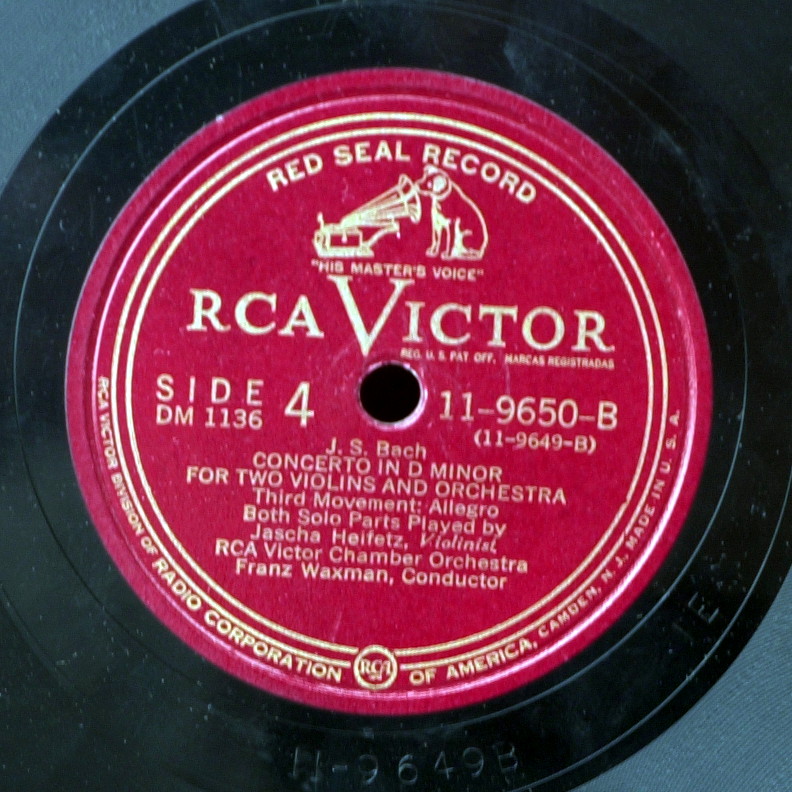 RED SEAL RECORD
"HIS MASTER'S VOICE"
RCA VICTOR
REG. U. S. PAT. OFF. MARCAS REGISTRADAS
SIDE 4
DM 1136
11-9650-B
(11-9649-B)
J. S. Bach
CONCERTO IN D MINOR
FOR TWO VIOLINS AND ORCHESTRA
Third Movement: Allegro
Both Solo Parts Played by
Jascha Heifetz, Violinist
RCA Victor Chamber Orchestra
Franz Waxman, Conductor
RCA VICTOR DIVISION OF RADIO CORPORATION RCA OF AMERICA, CAMDEN, N. J. MADE IN U. S. A.
11-9649B